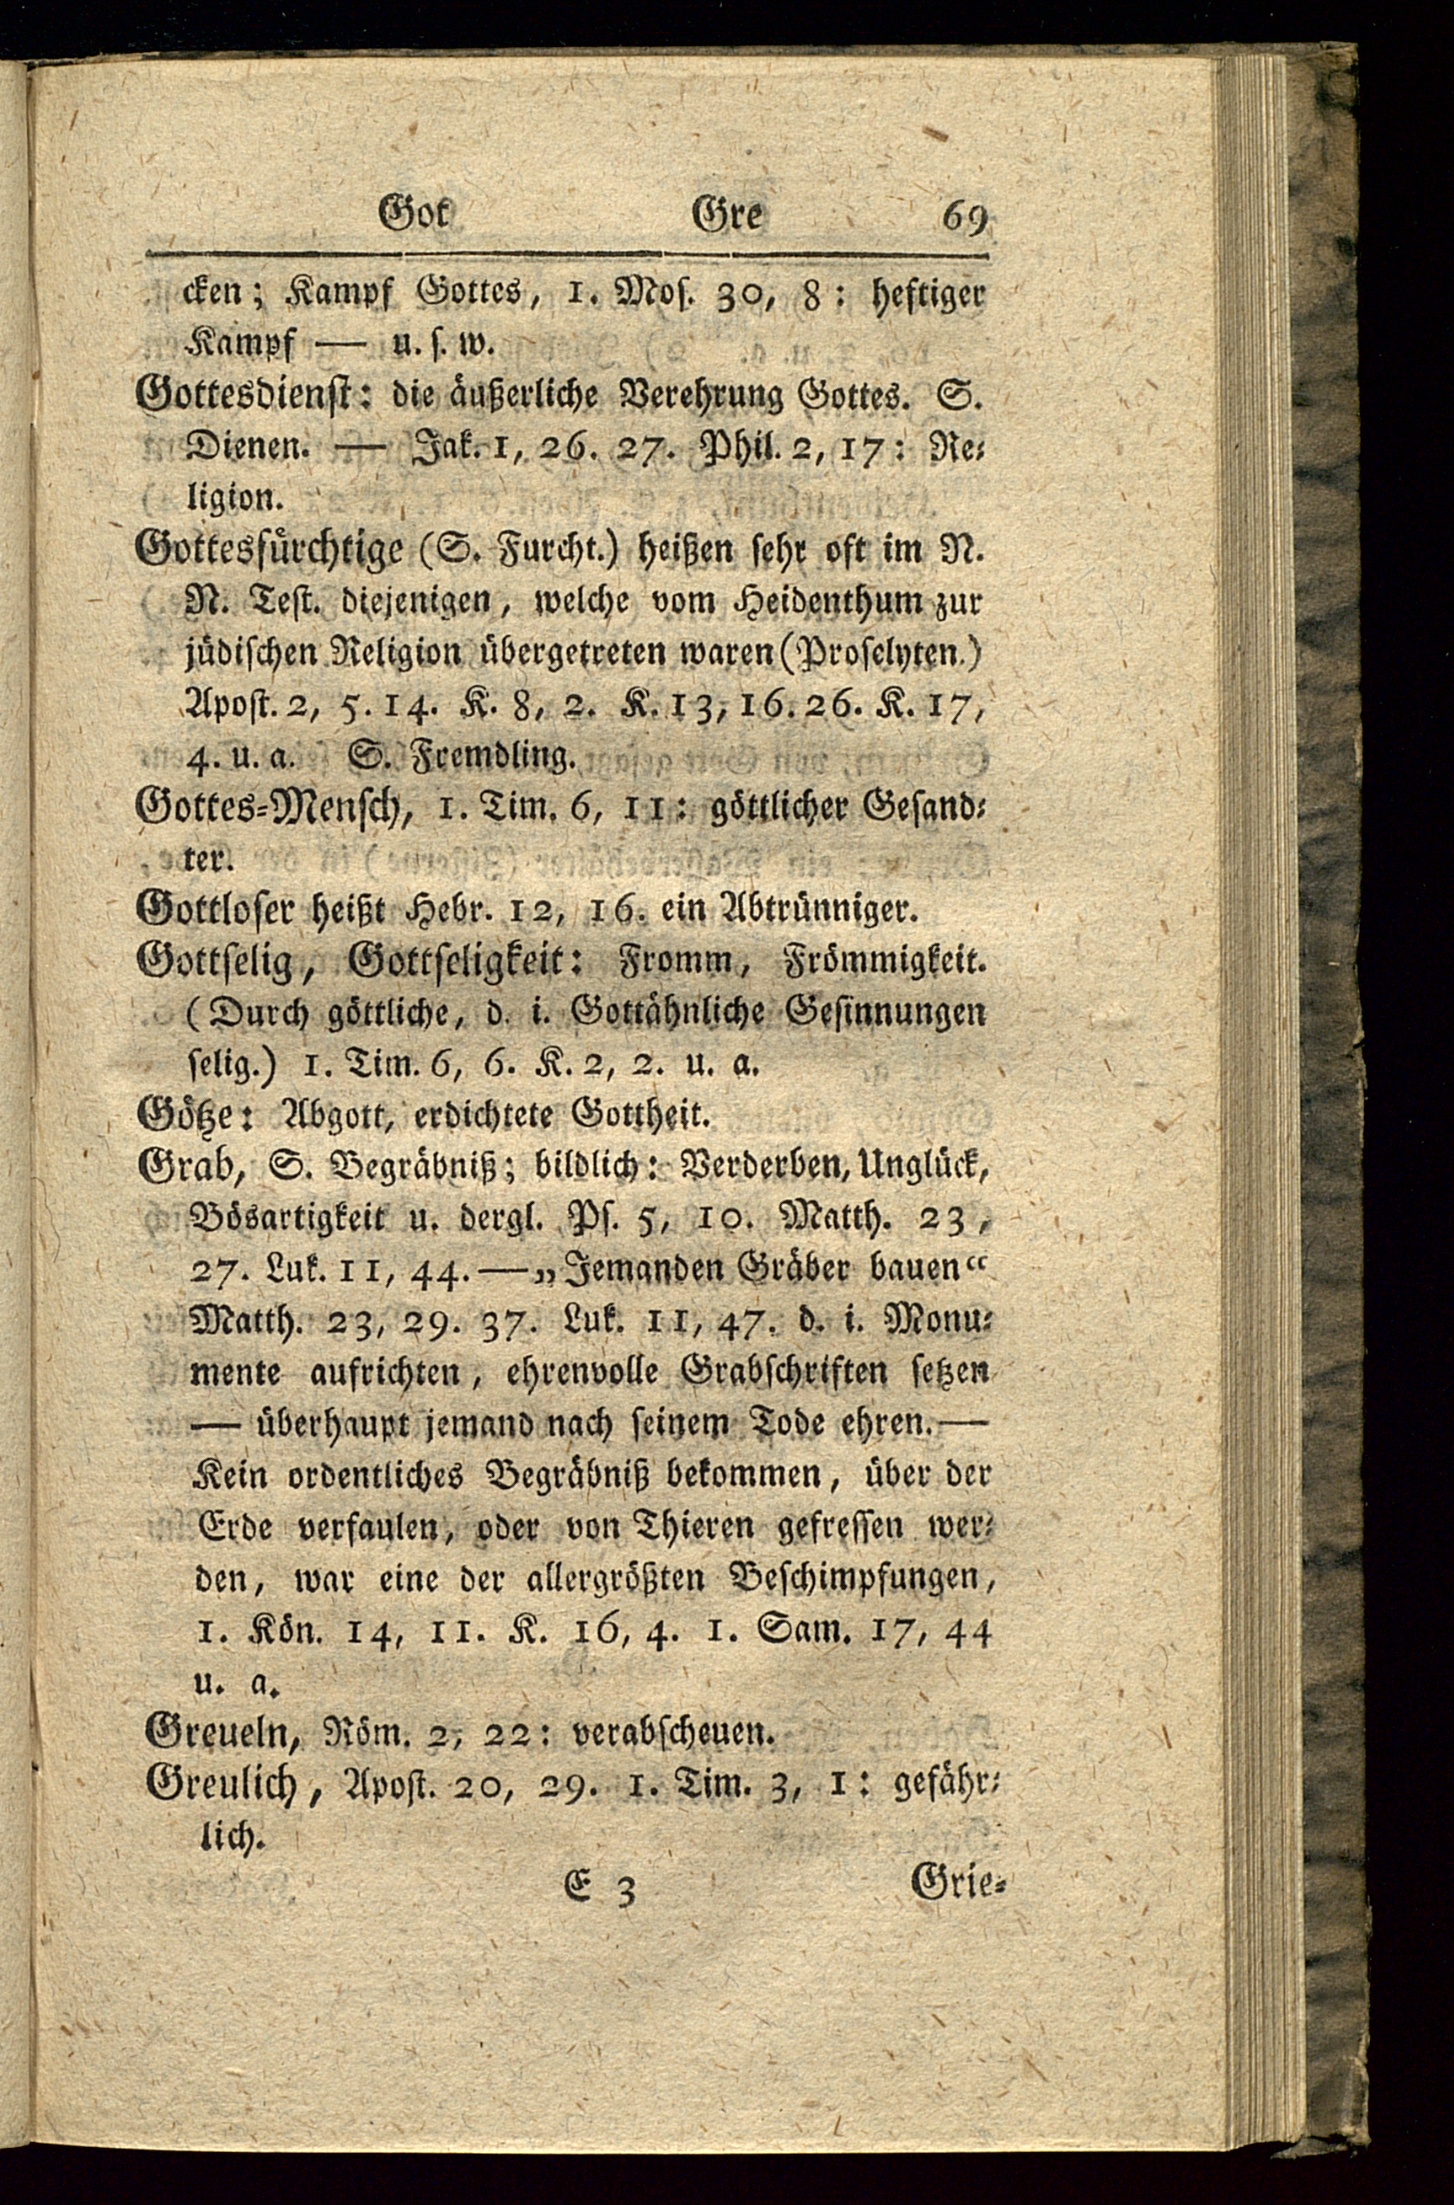 Got Gre 69
cken; Kampf Gottes, 1. Mos. 30, 8: heftiger
Kampf — u. s. w.
Gottesdienst: die äußerliche Verehrung Gottes. S.
Dienen. — Jak. 1, 26. 27. Phil. 2, 17: Re-
ligion.
Gottesfürchtige (S. Furcht.) heißen sehr oft im N.
N. Test. diejenigen, welche vom Heidenthum zur
jüdischen Religion übergetreten waren (Proselyten.)
Apost. 2, 5. 14. K. 8, 2. K. 13, 16. 26. K. 17,
4. u. a. S. Fremdling.
Gottes-Mensch, 1. Tim. 6, 11: göttlicher Gesand-
ter.
Gottloser heißt Hebr. 12, 16. ein Abtrünniger.
Gottselig, Gottseligkeit: Fromm, Frömmigkeit.
(Durch göttliche, d. i. Gottähnliche Gesinnungen
selig.) 1. Tim. 6, 6. K. 2, 2. u. a.
Götze: Abgott, erdichtete Gottheit.
Grab, S. Begräbniß; bildlich: Verderben, Unglück,
Bösartigkeit u. dergl. Ps. 5, 10. Matth. 23,
27. Luk. 11, 44. — „Jemanden Gräber bauen“
Matth. 23, 29. 37. Luk. 11, 47. d. i. Monu-
mente aufrichten, ehrenvolle Grabschriften setzen
— überhaupt jemand nach seinem Tode ehren. —
Kein ordentliches Begräbniß bekommen, über der
Erde verfaulen, oder von Thieren gefressen wer-
den, war eine der allergrößten Beschimpfungen,
1. Kön. 14, 11. K. 16, 4. 1. Sam. 17, 44
u. a.
Greueln, Röm. 2, 22: verabscheuen.
Greulich, Apost. 20, 29. 1. Tim. 3, 1: gefähr-
lich.
E 3 Grie-